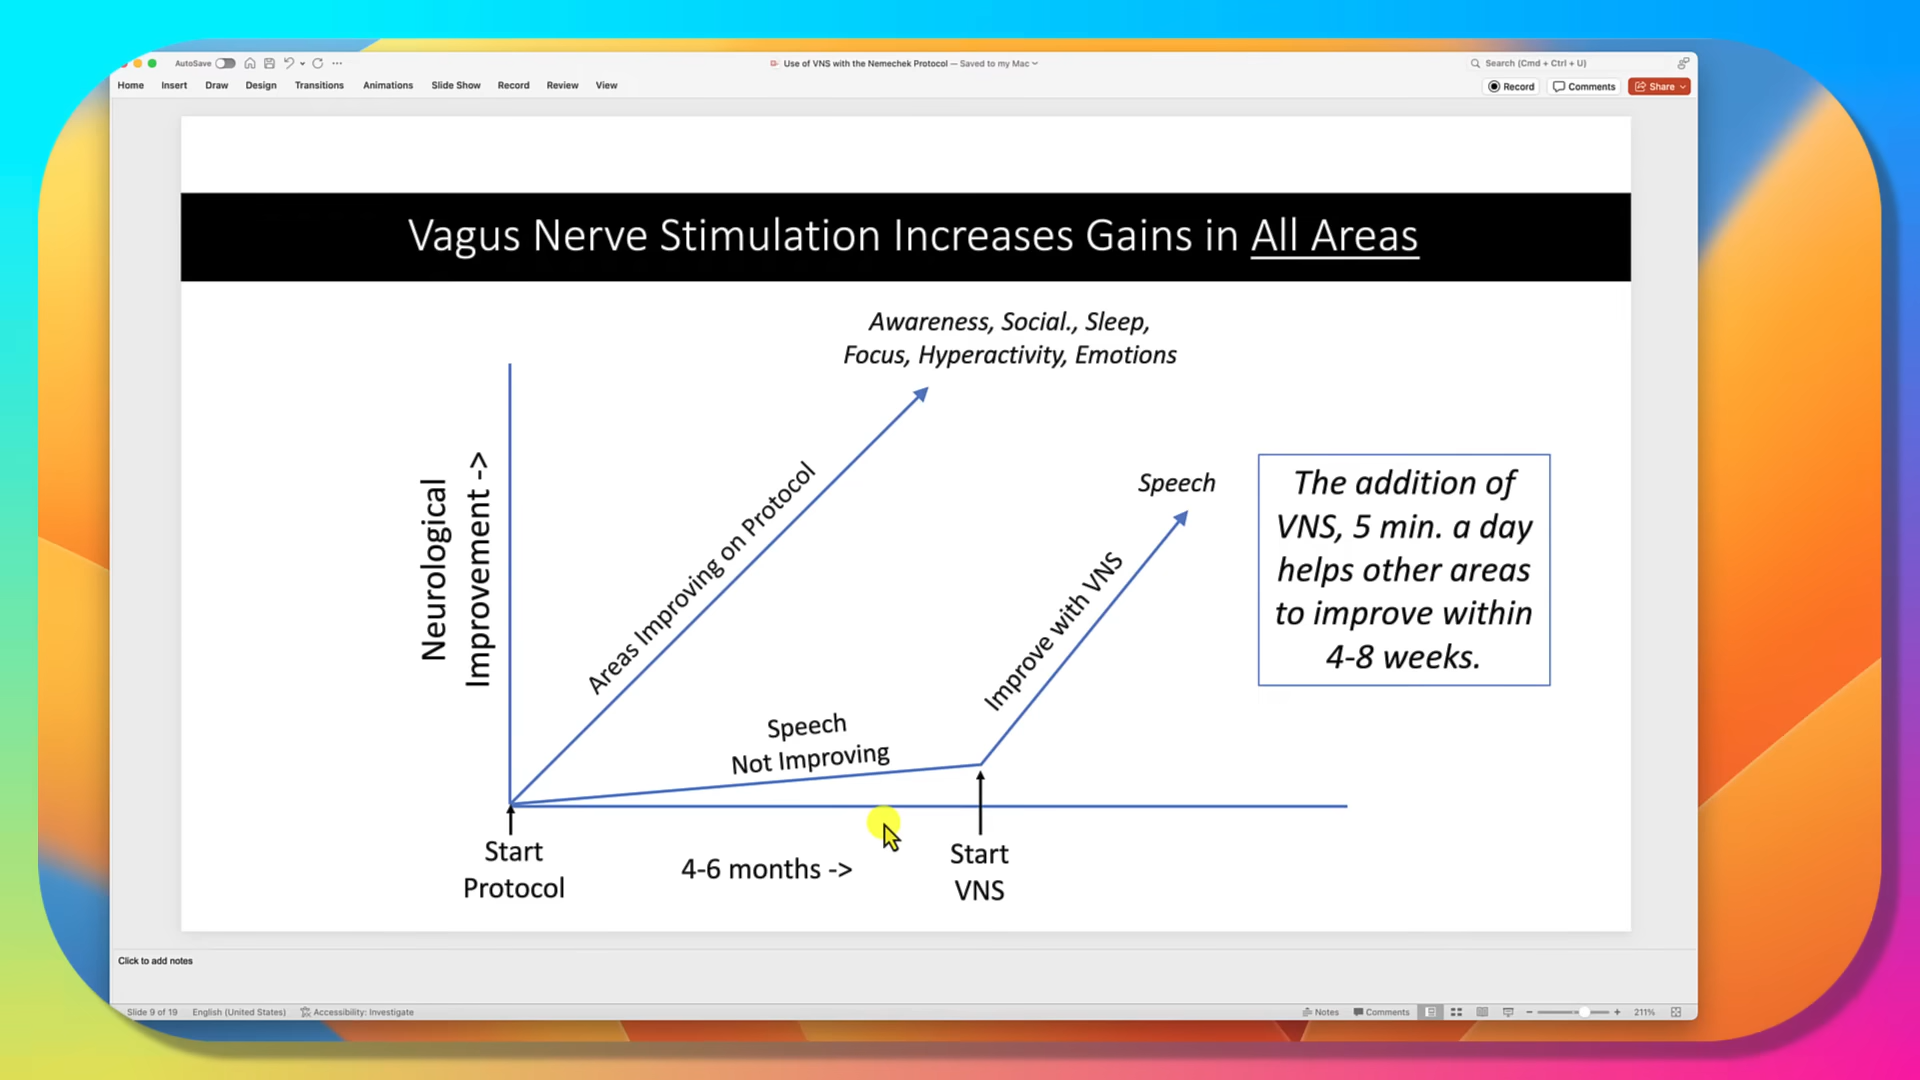 AutoSave
Use of VNS with the Nemechek Protocol — Saved to my Mac
Search (Cmd + Ctrl + U)
Home Insert Draw Design Transitions Animations Slide Show Record Review View
Record Comments Share
Vagus Nerve Stimulation Increases Gains in All Areas
Awareness, Social., Sleep,
Focus, Hyperactivity, Emotions
Neurological
Improvement ->
Areas Improving on Protocol
Speech
Not Improving
Improve with VNS
Speech
The addition of
VNS, 5 min. a day
helps other areas
to improve within
4-8 weeks.
Start
Protocol
4-6 months ->
Start
VNS
Click to add notes
Slide 9 of 19 English (United States) Accessibility: Investigate
Notes Comments 211%